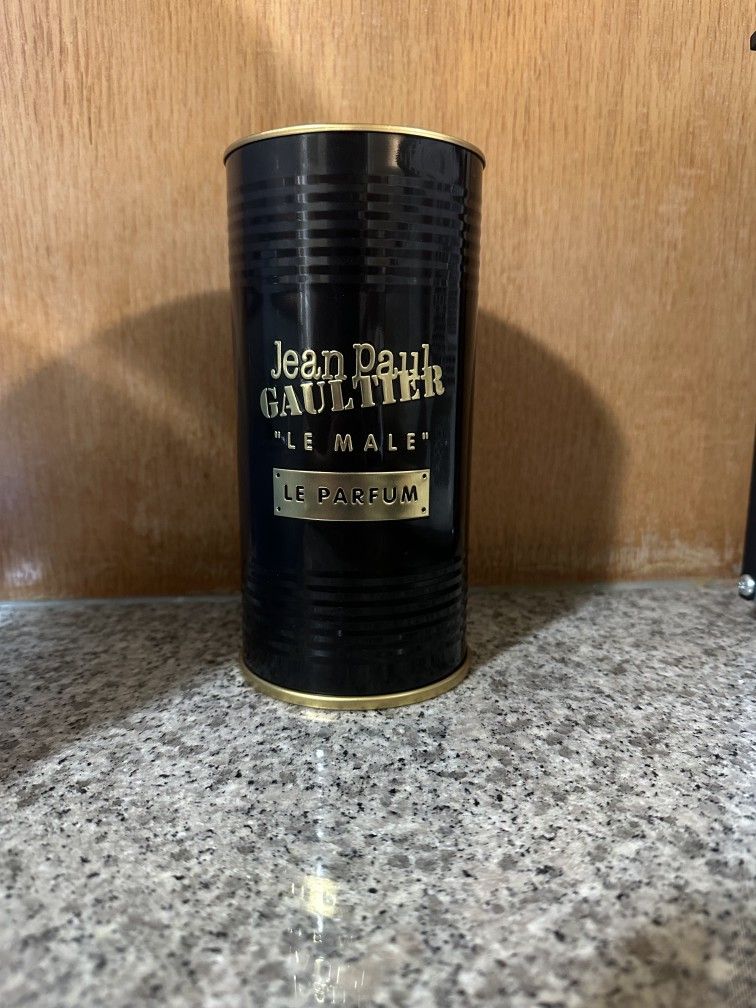 Jean Paul
GAULTIER
"LE MALE"
LE PARFUM